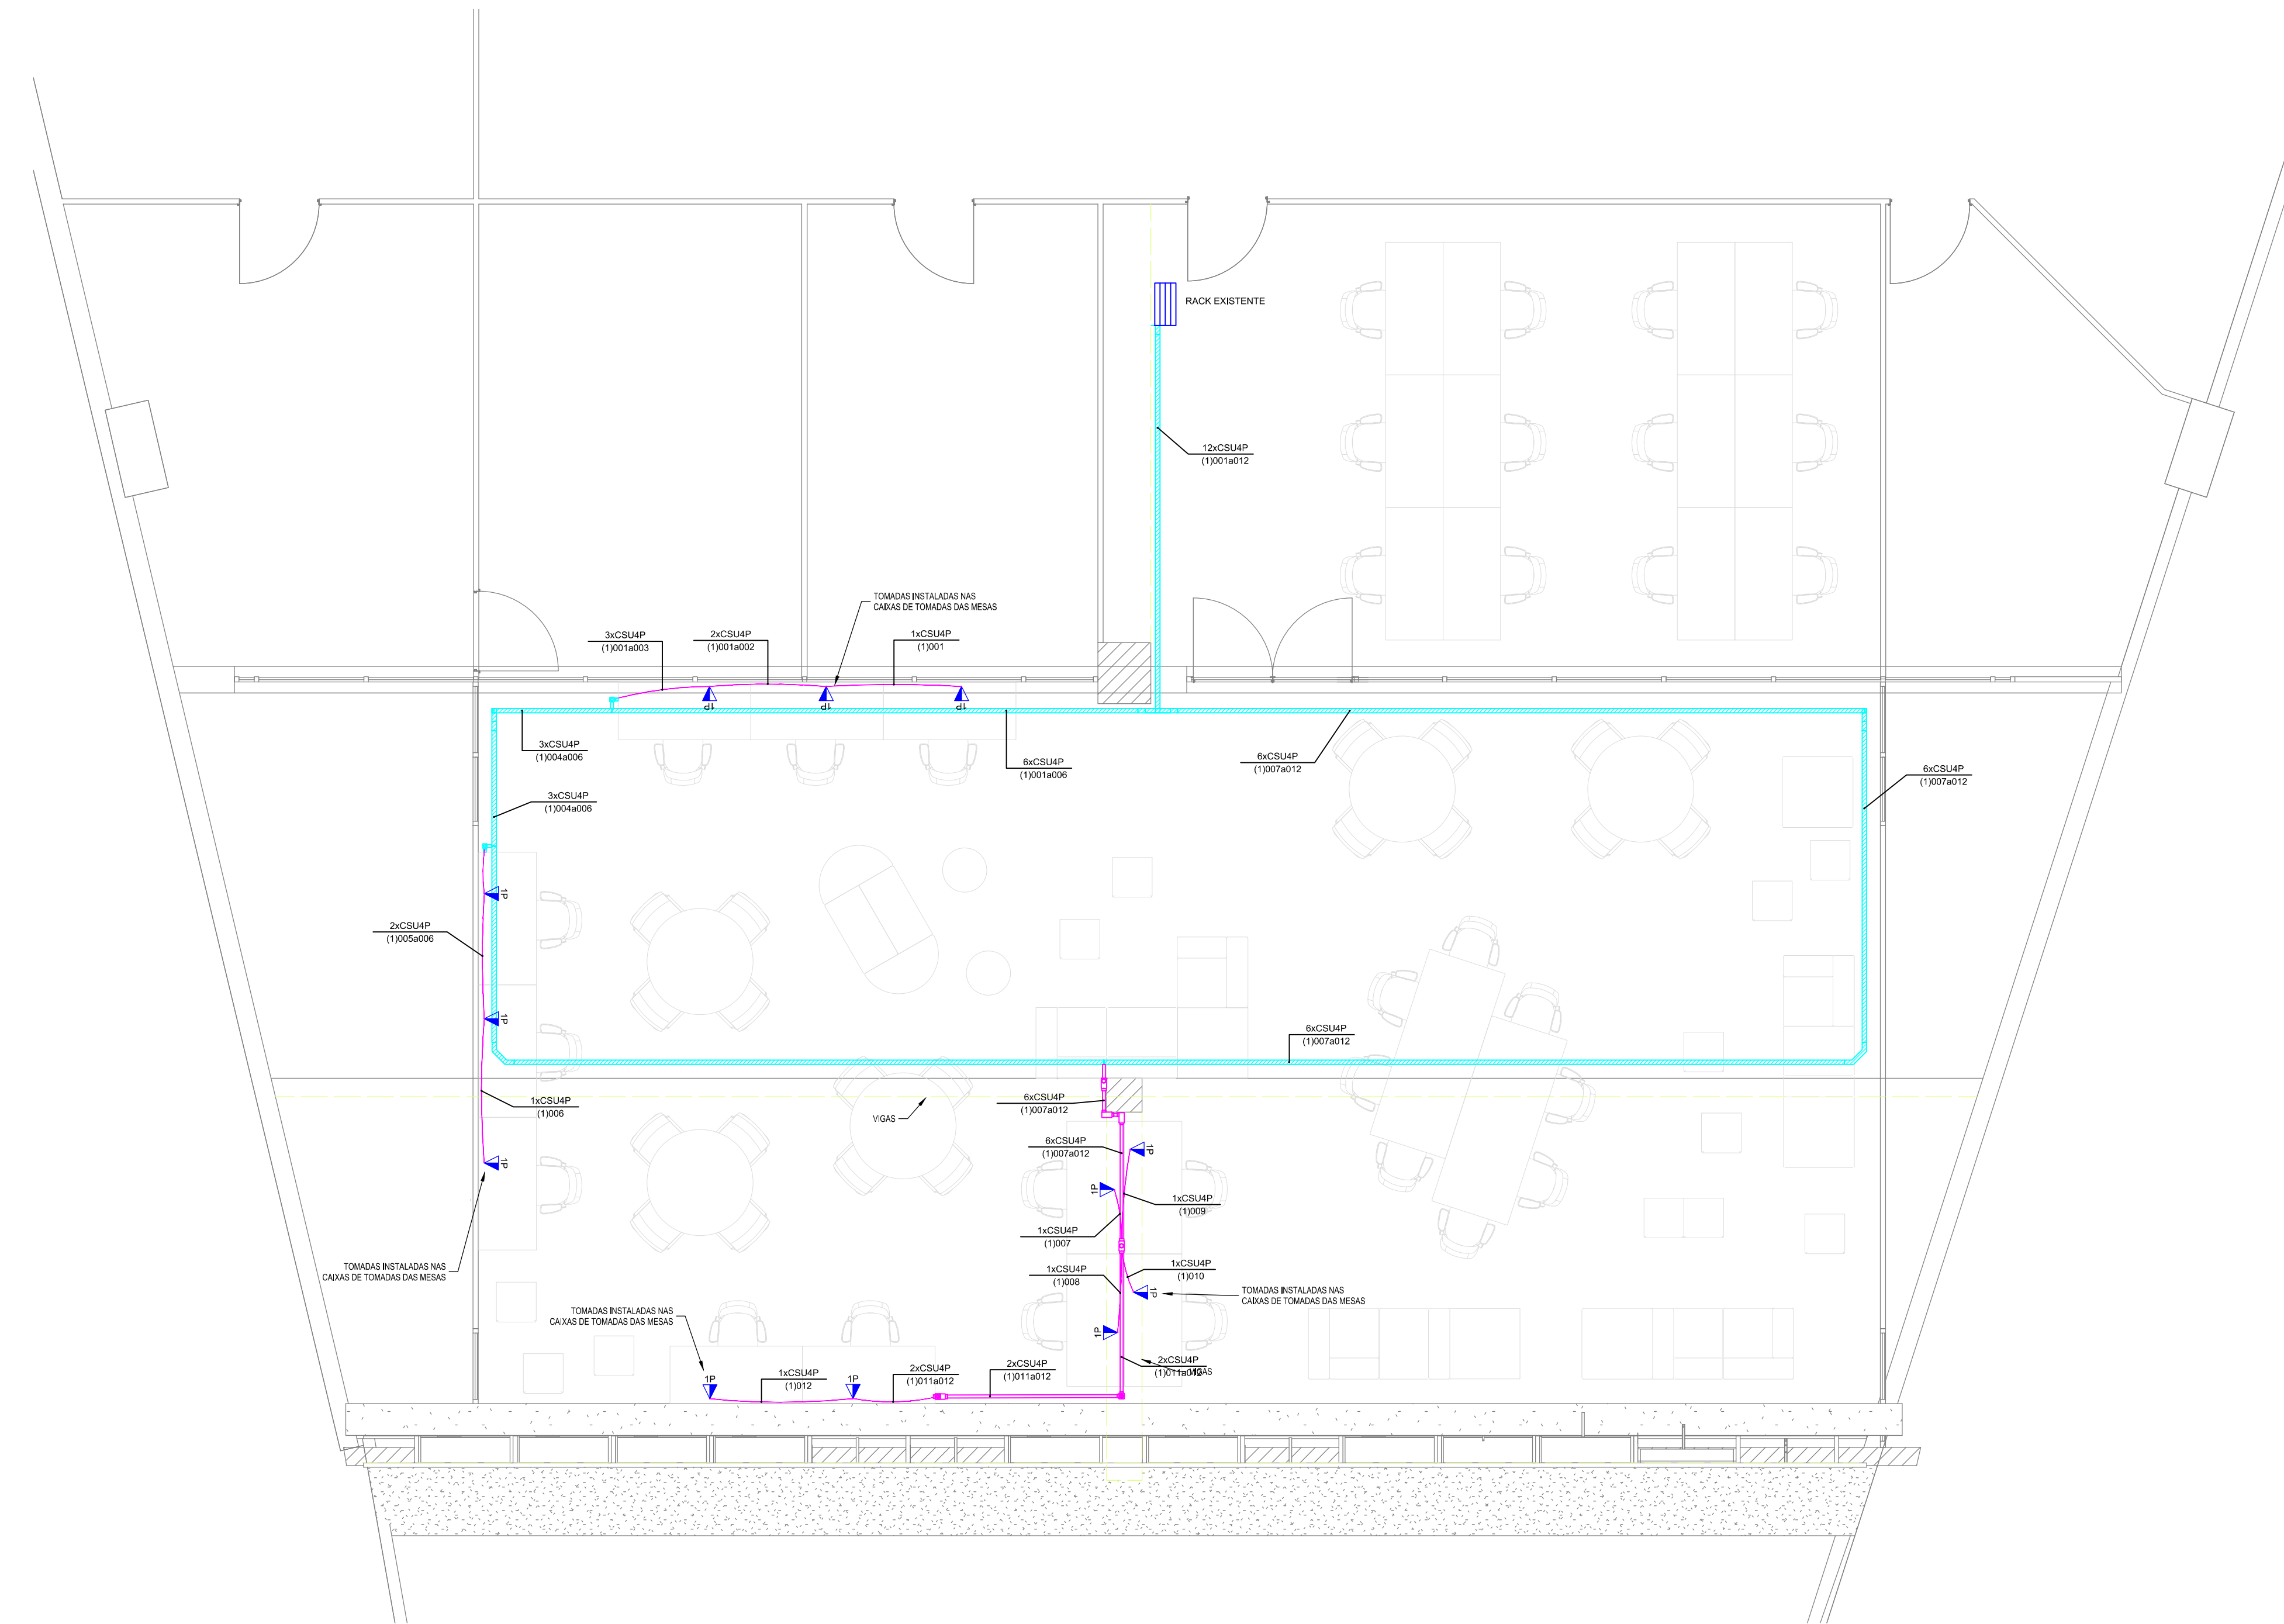 RACK EXISTENTE
12xCSU4P
(1)001a012
TOMADAS INSTALADAS NAS
CAIXAS DE TOMADAS DAS MESAS
3xCSU4P
(1)001a003
2xCSU4P
(1)001a002
1xCSU4P
(1)001
1P
1P
1P
3xCSU4P
(1)004a006
6xCSU4P
(1)001a006
6xCSU4P
(1)007a012
6xCSU4P
(1)007a012
3xCSU4P
(1)004a006
1P
2xCSU4P
(1)005a006
1P
6xCSU4P
(1)007a012
1xCSU4P
(1)006
VIGAS
6xCSU4P
(1)007a012
6xCSU4P
(1)007a012
1P
1P
1P
1xCSU4P
(1)009
1xCSU4P
(1)007
TOMADAS INSTALADAS NAS
CAIXAS DE TOMADAS DAS MESAS
1xCSU4P
(1)008
1xCSU4P
(1)010
1P
TOMADAS INSTALADAS NAS
CAIXAS DE TOMADAS DAS MESAS
TOMADAS INSTALADAS NAS
CAIXAS DE TOMADAS DAS MESAS
1P
1P
1xCSU4P
(1)012
1P
2xCSU4P
(1)011a012
2xCSU4P
(1)011a012
2xCSU4P
(1)011a012
VIGAS